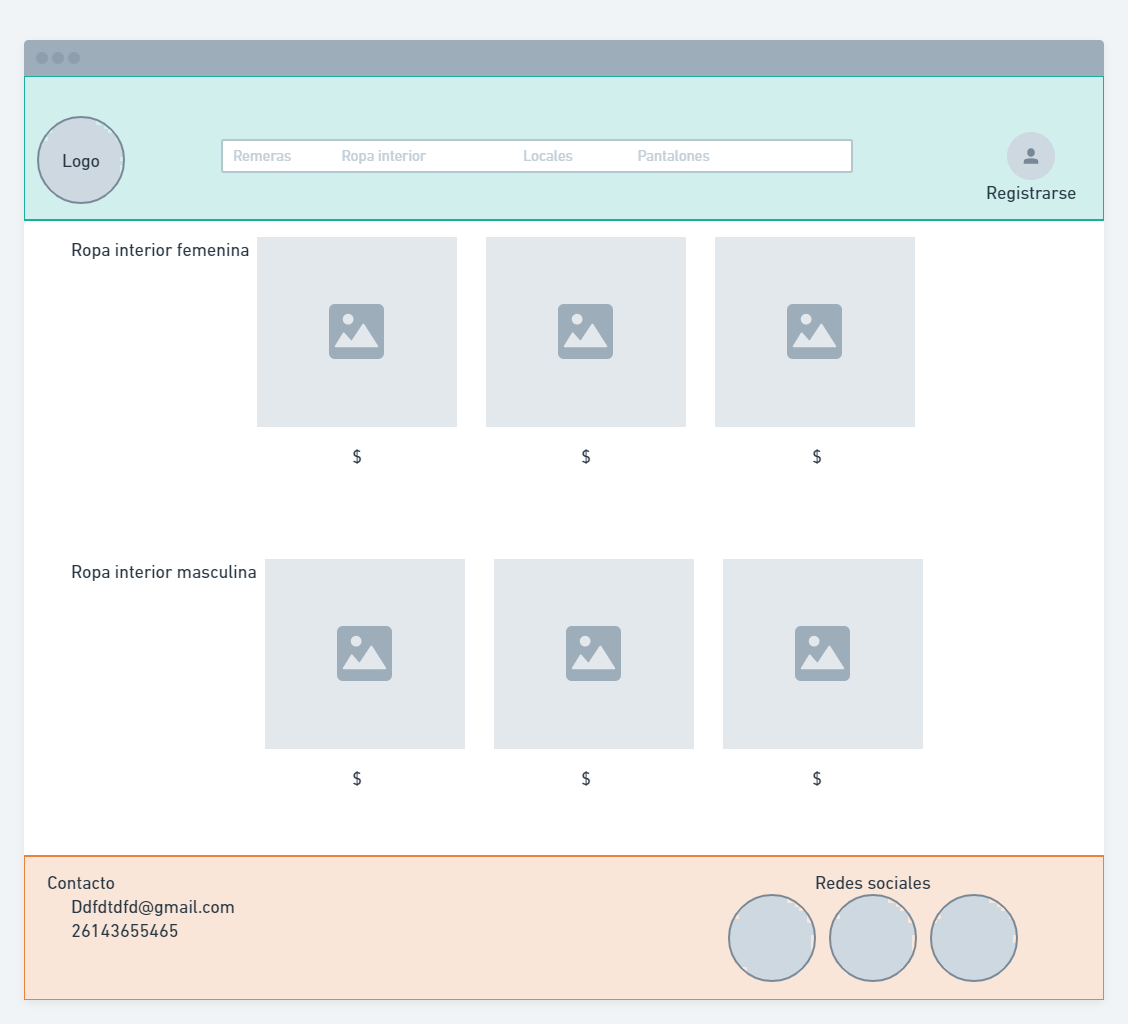 Logo
Remeras Ropa interior Locales Pantalones
Registrarse
Ropa interior femenina
$ $ $
Ropa interior masculina
$ $ $
Contacto
Ddfdtdfd@gmail.com
26143655465
Redes sociales